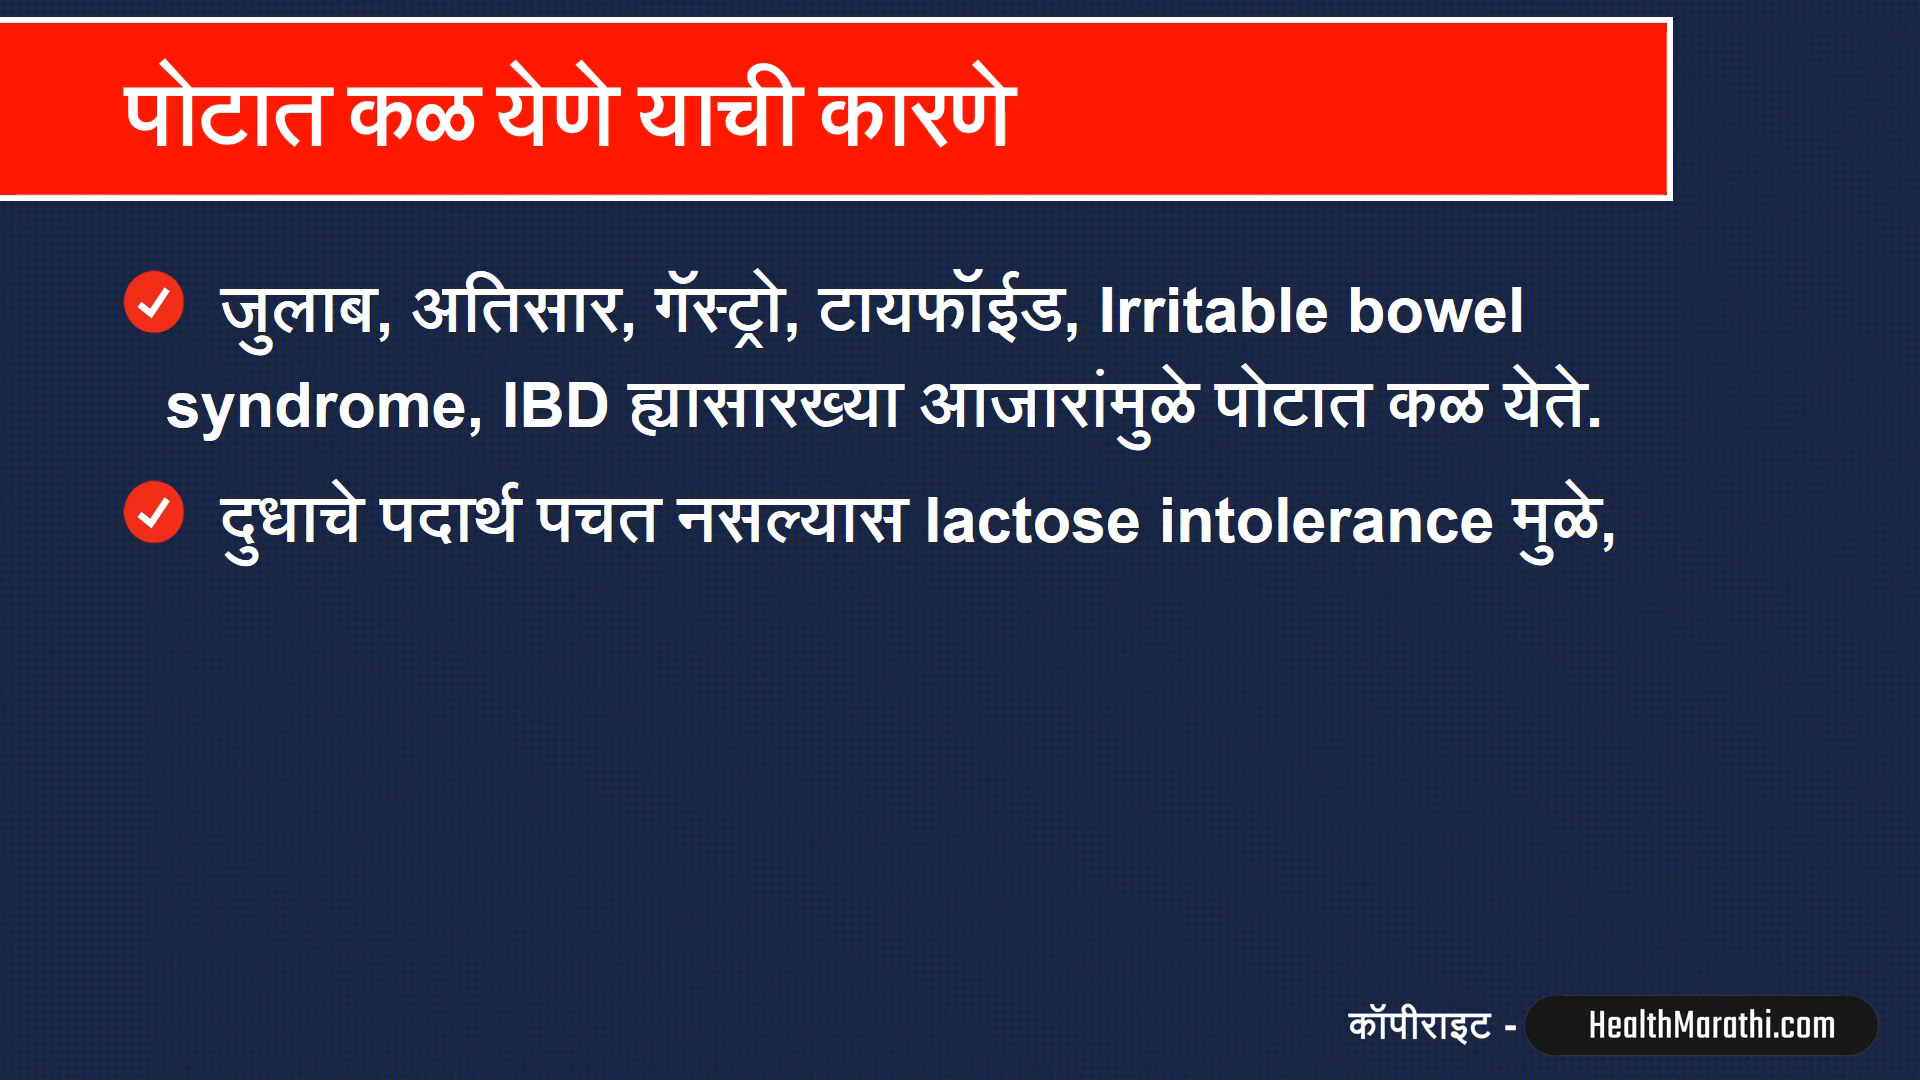 पोटात कळ येणे याची कारणे
जुलाब, अतिसार, गॅस्ट्रो, टायफॉईड, Irritable bowel
syndrome, IBD ह्यासारख्या आजारांमुळे पोटात कळ येते.
दुधाचे पदार्थ पचत नसल्यास lactose intolerance मुळे,
कॉपीराइट - HealthMarathi.com